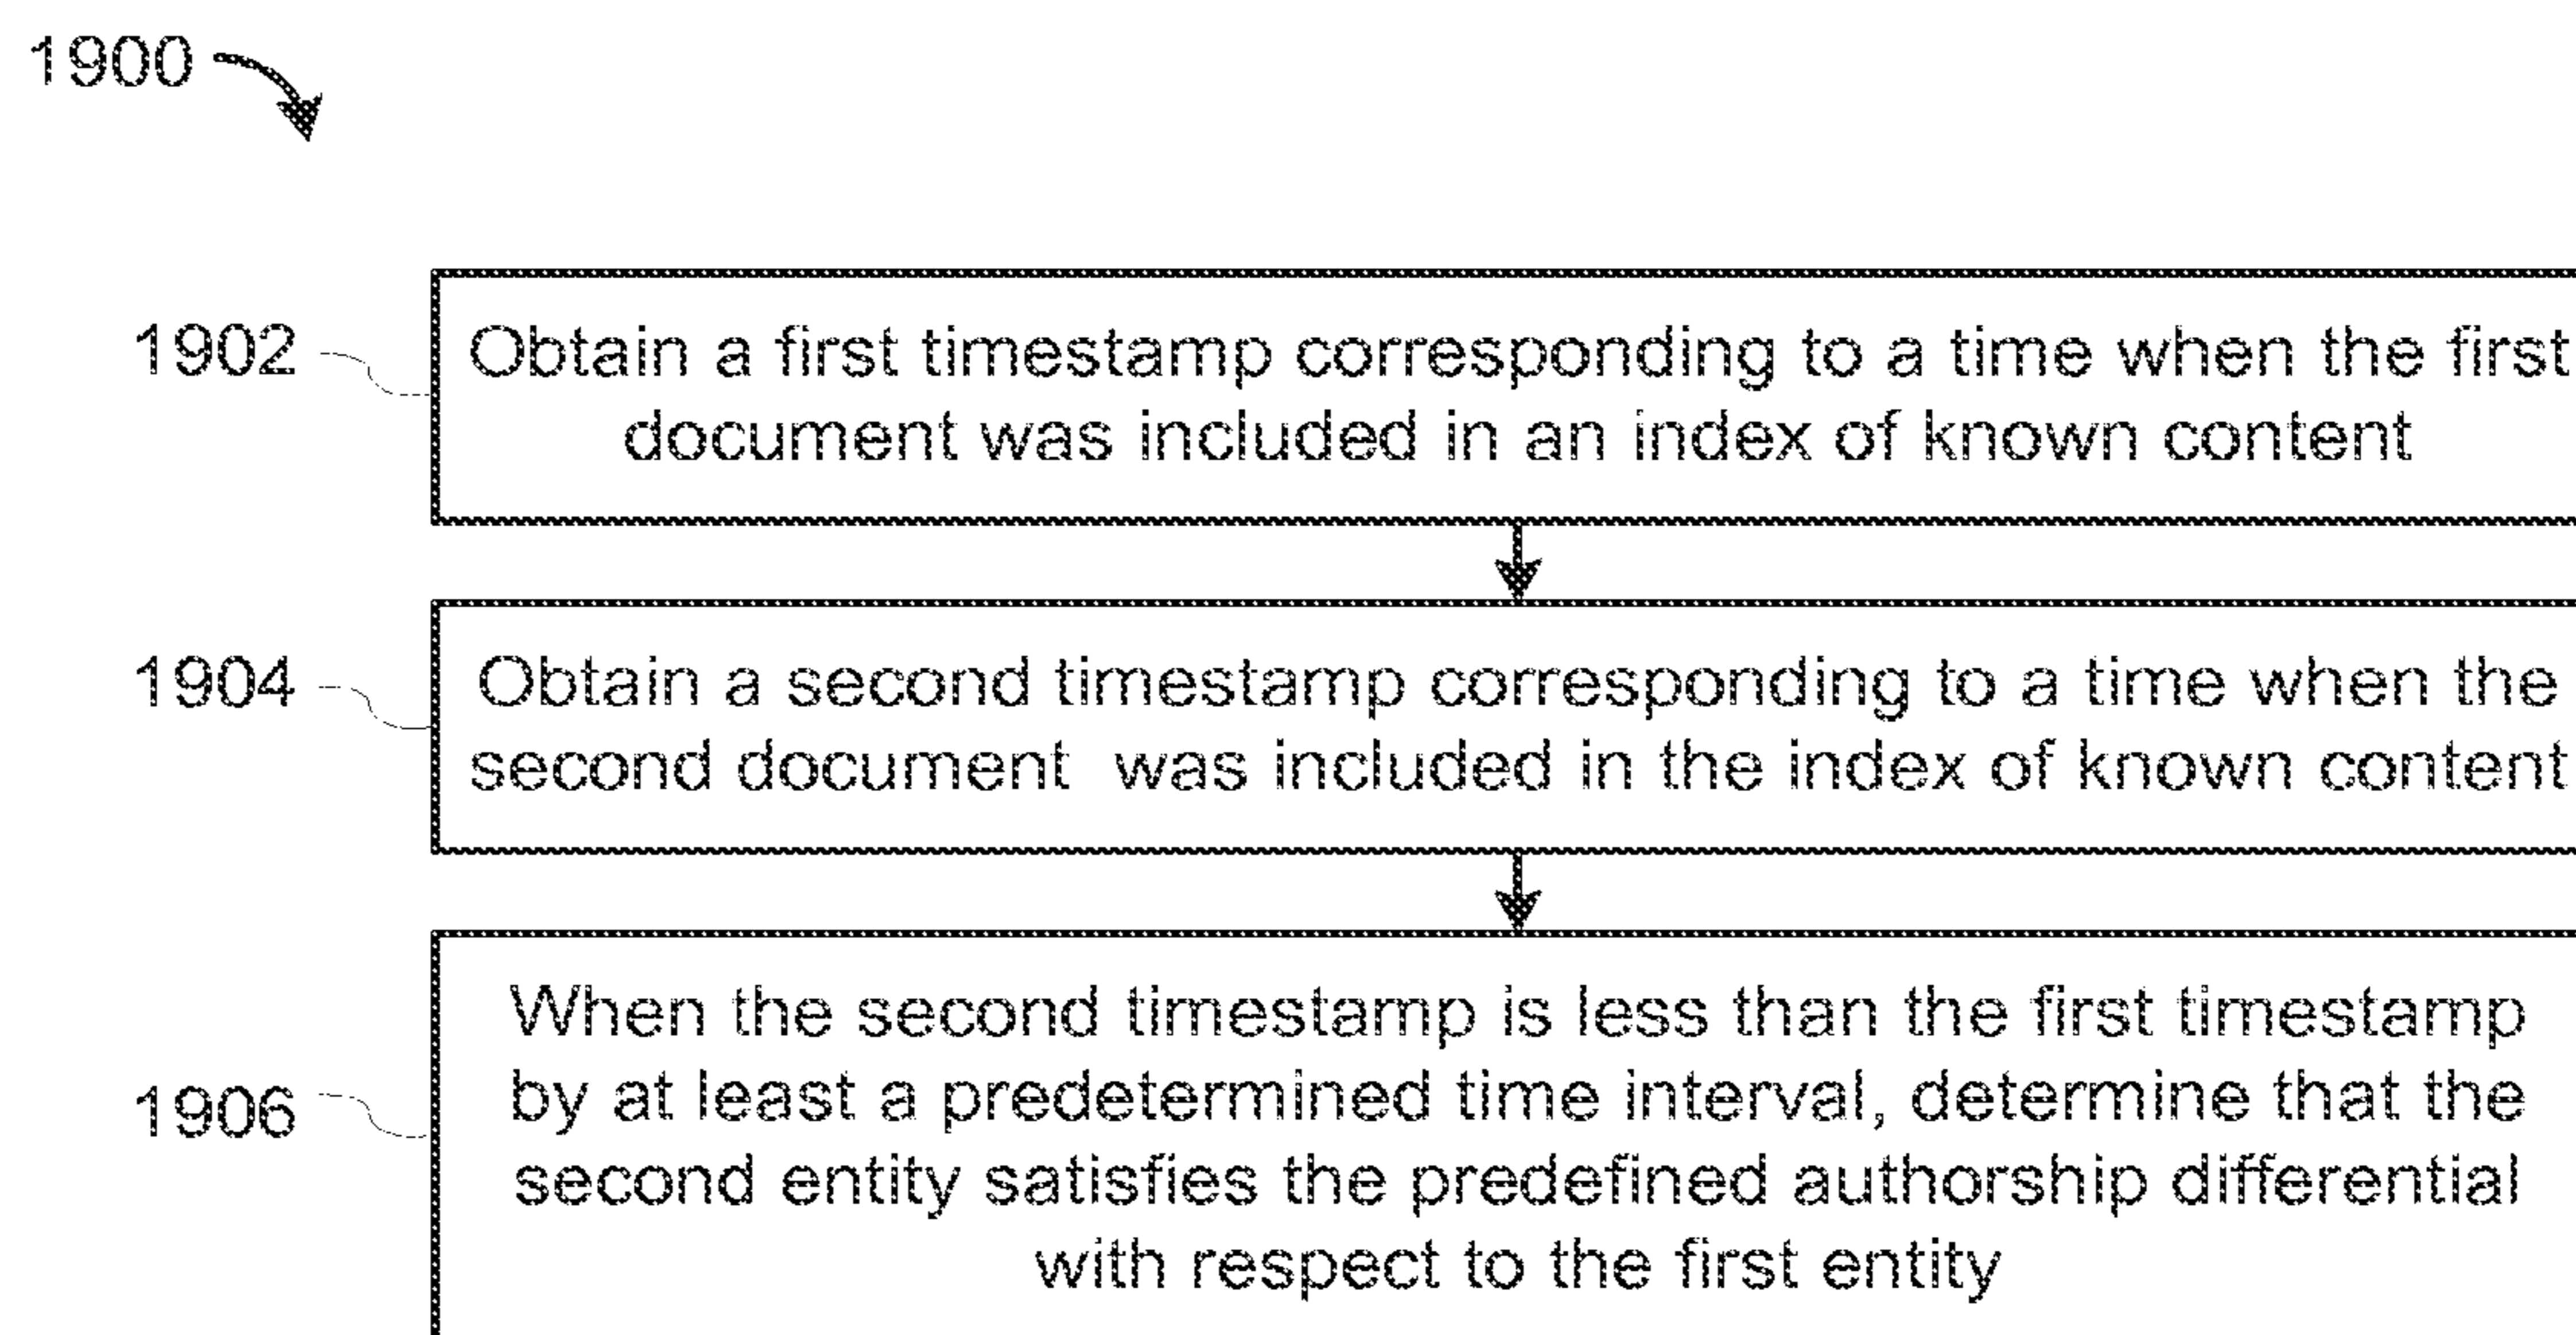 1900
1902
Obtain a first timestamp corresponding to a time when the first
document was included in an index of known content
1904
Obtain a second timestamp corresponding to a time when the
second document  was included in the index of known content
1906
When the second timestamp is less than the first timestamp
by at least a predetermined time interval, determine that the
second entity satisfies the predefined authorship differential
with respect to the first entity